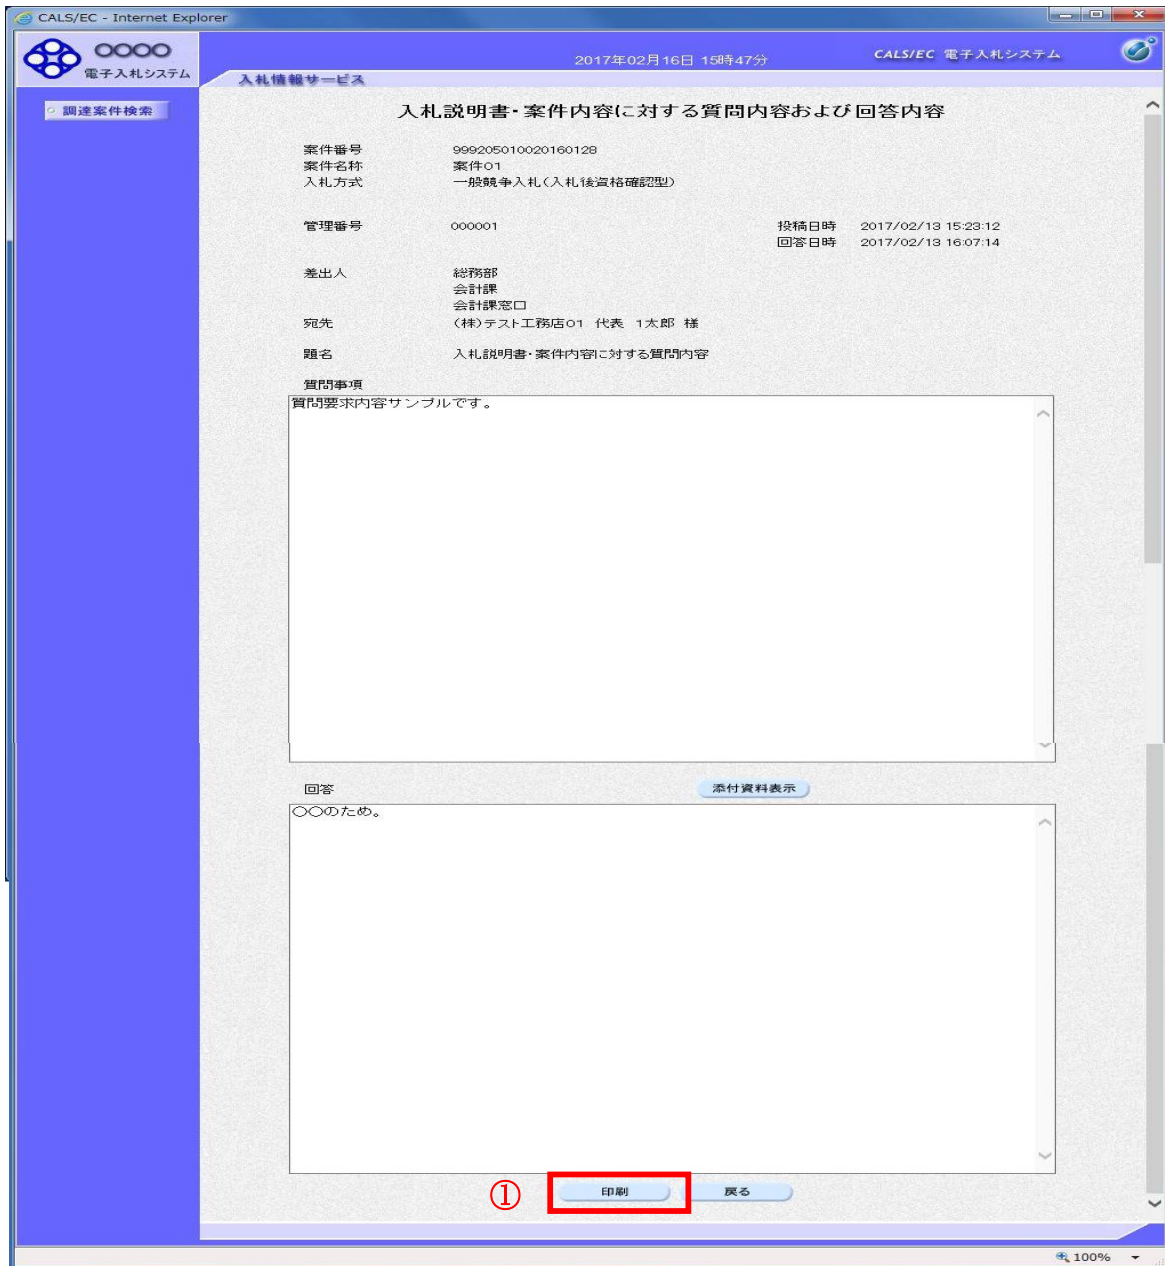 CALS/EC - Internet Explorer
○○○○
電子入札システム
2017年02月16日 15時47分
CALS/EC 電子入札システム
入札情報サービス
調達案件検索
入札説明書・案件内容に対する質問内容および回答内容
案件番号 999205010020160128
案件名称 案件01
入札方式 一般競争入札(入札後資格確認型)
管理番号 000001 投稿日時 2017/02/13 15:23:12
回答日時 2017/02/13 16:07:14
差出人 総務部
会計課
会計課窓口
宛先 (株)テスト工務店01 代表 1太郎 様
題名 入札説明書・案件内容に対する質問内容
質問事項
質問要求内容サンプルです。
回答 添付資料表示
○○のため。
① 印刷 戻る
100%